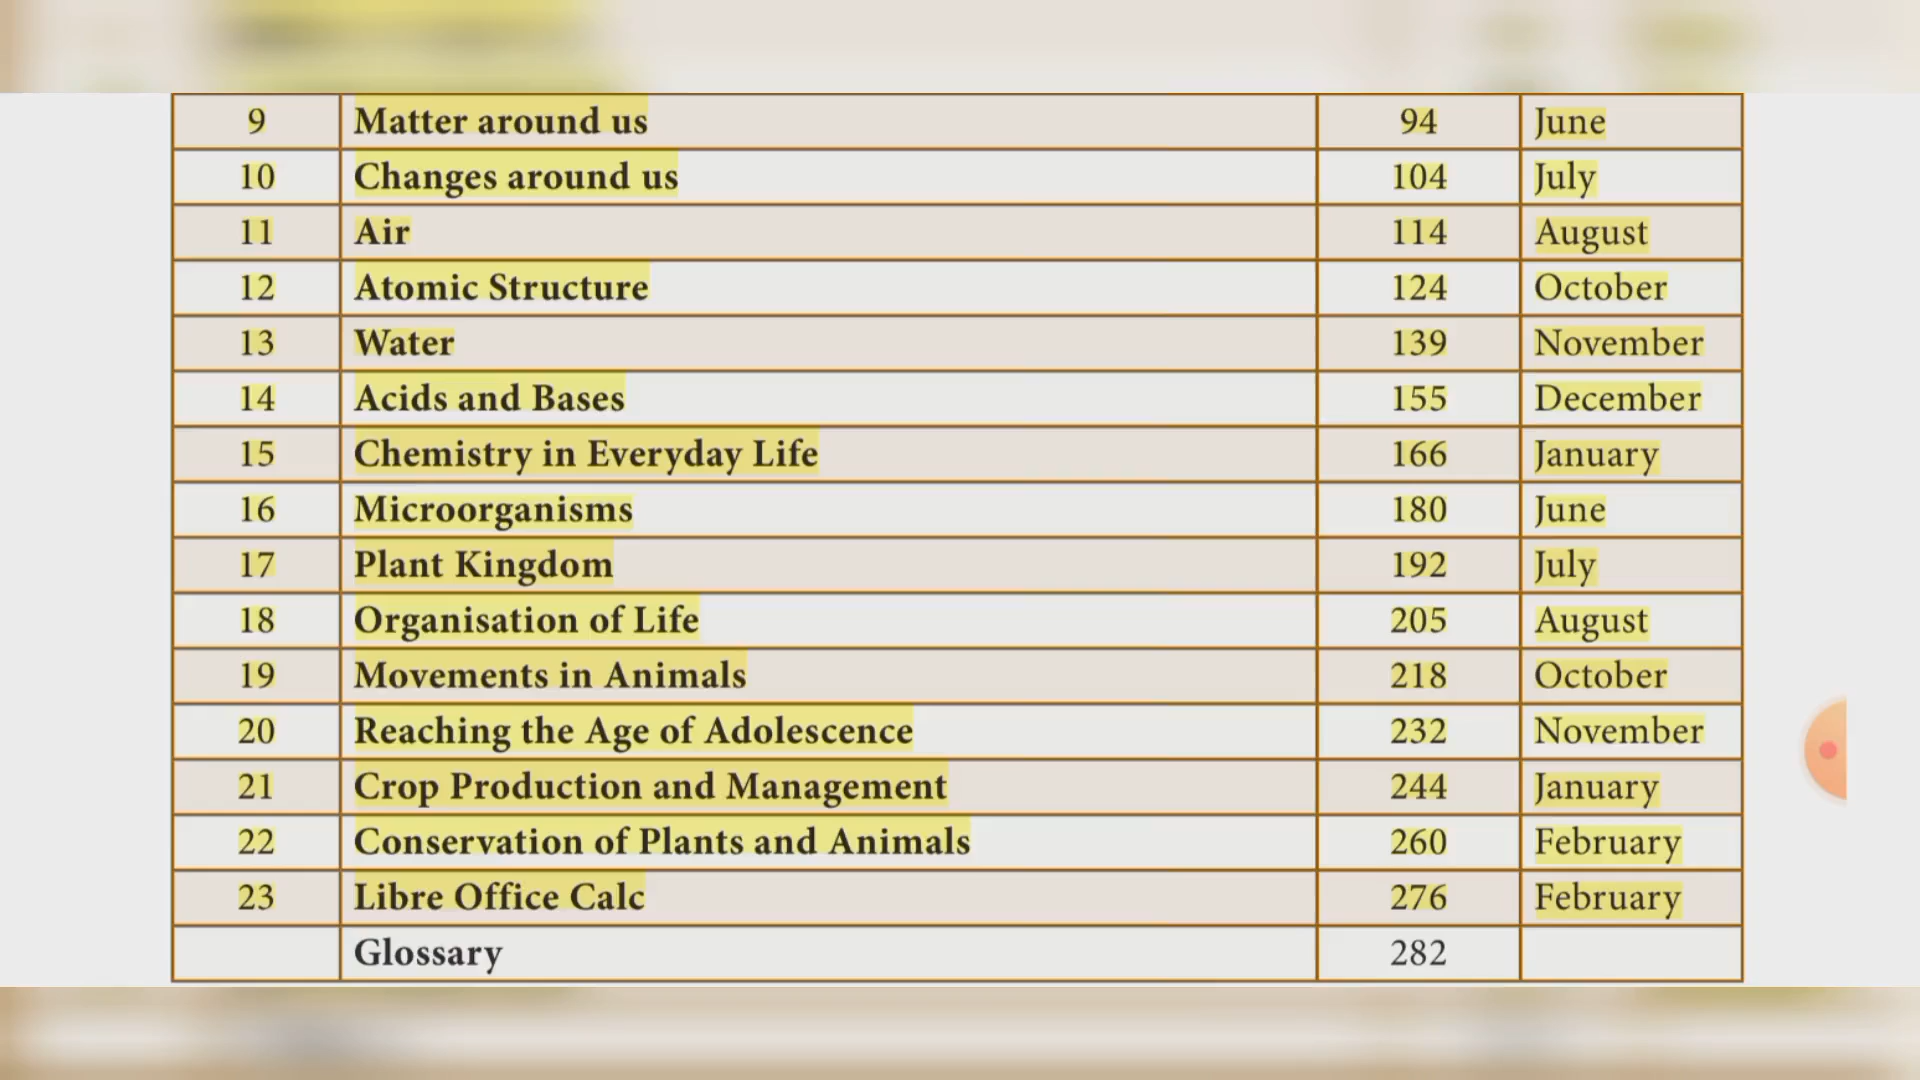 9 Matter around us 94 June
10 Changes around us 104 July
11 Air 114 August
12 Atomic Structure 124 October
13 Water 139 November
14 Acids and Bases 155 December
15 Chemistry in Everyday Life 166 January
16 Microorganisms 180 June
17 Plant Kingdom 192 July
18 Organisation of Life 205 August
19 Movements in Animals 218 October
20 Reaching the Age of Adolescence 232 November
21 Crop Production and Management 244 January
22 Conservation of Plants and Animals 260 February
23 Libre Office Calc 276 February
Glossary 282